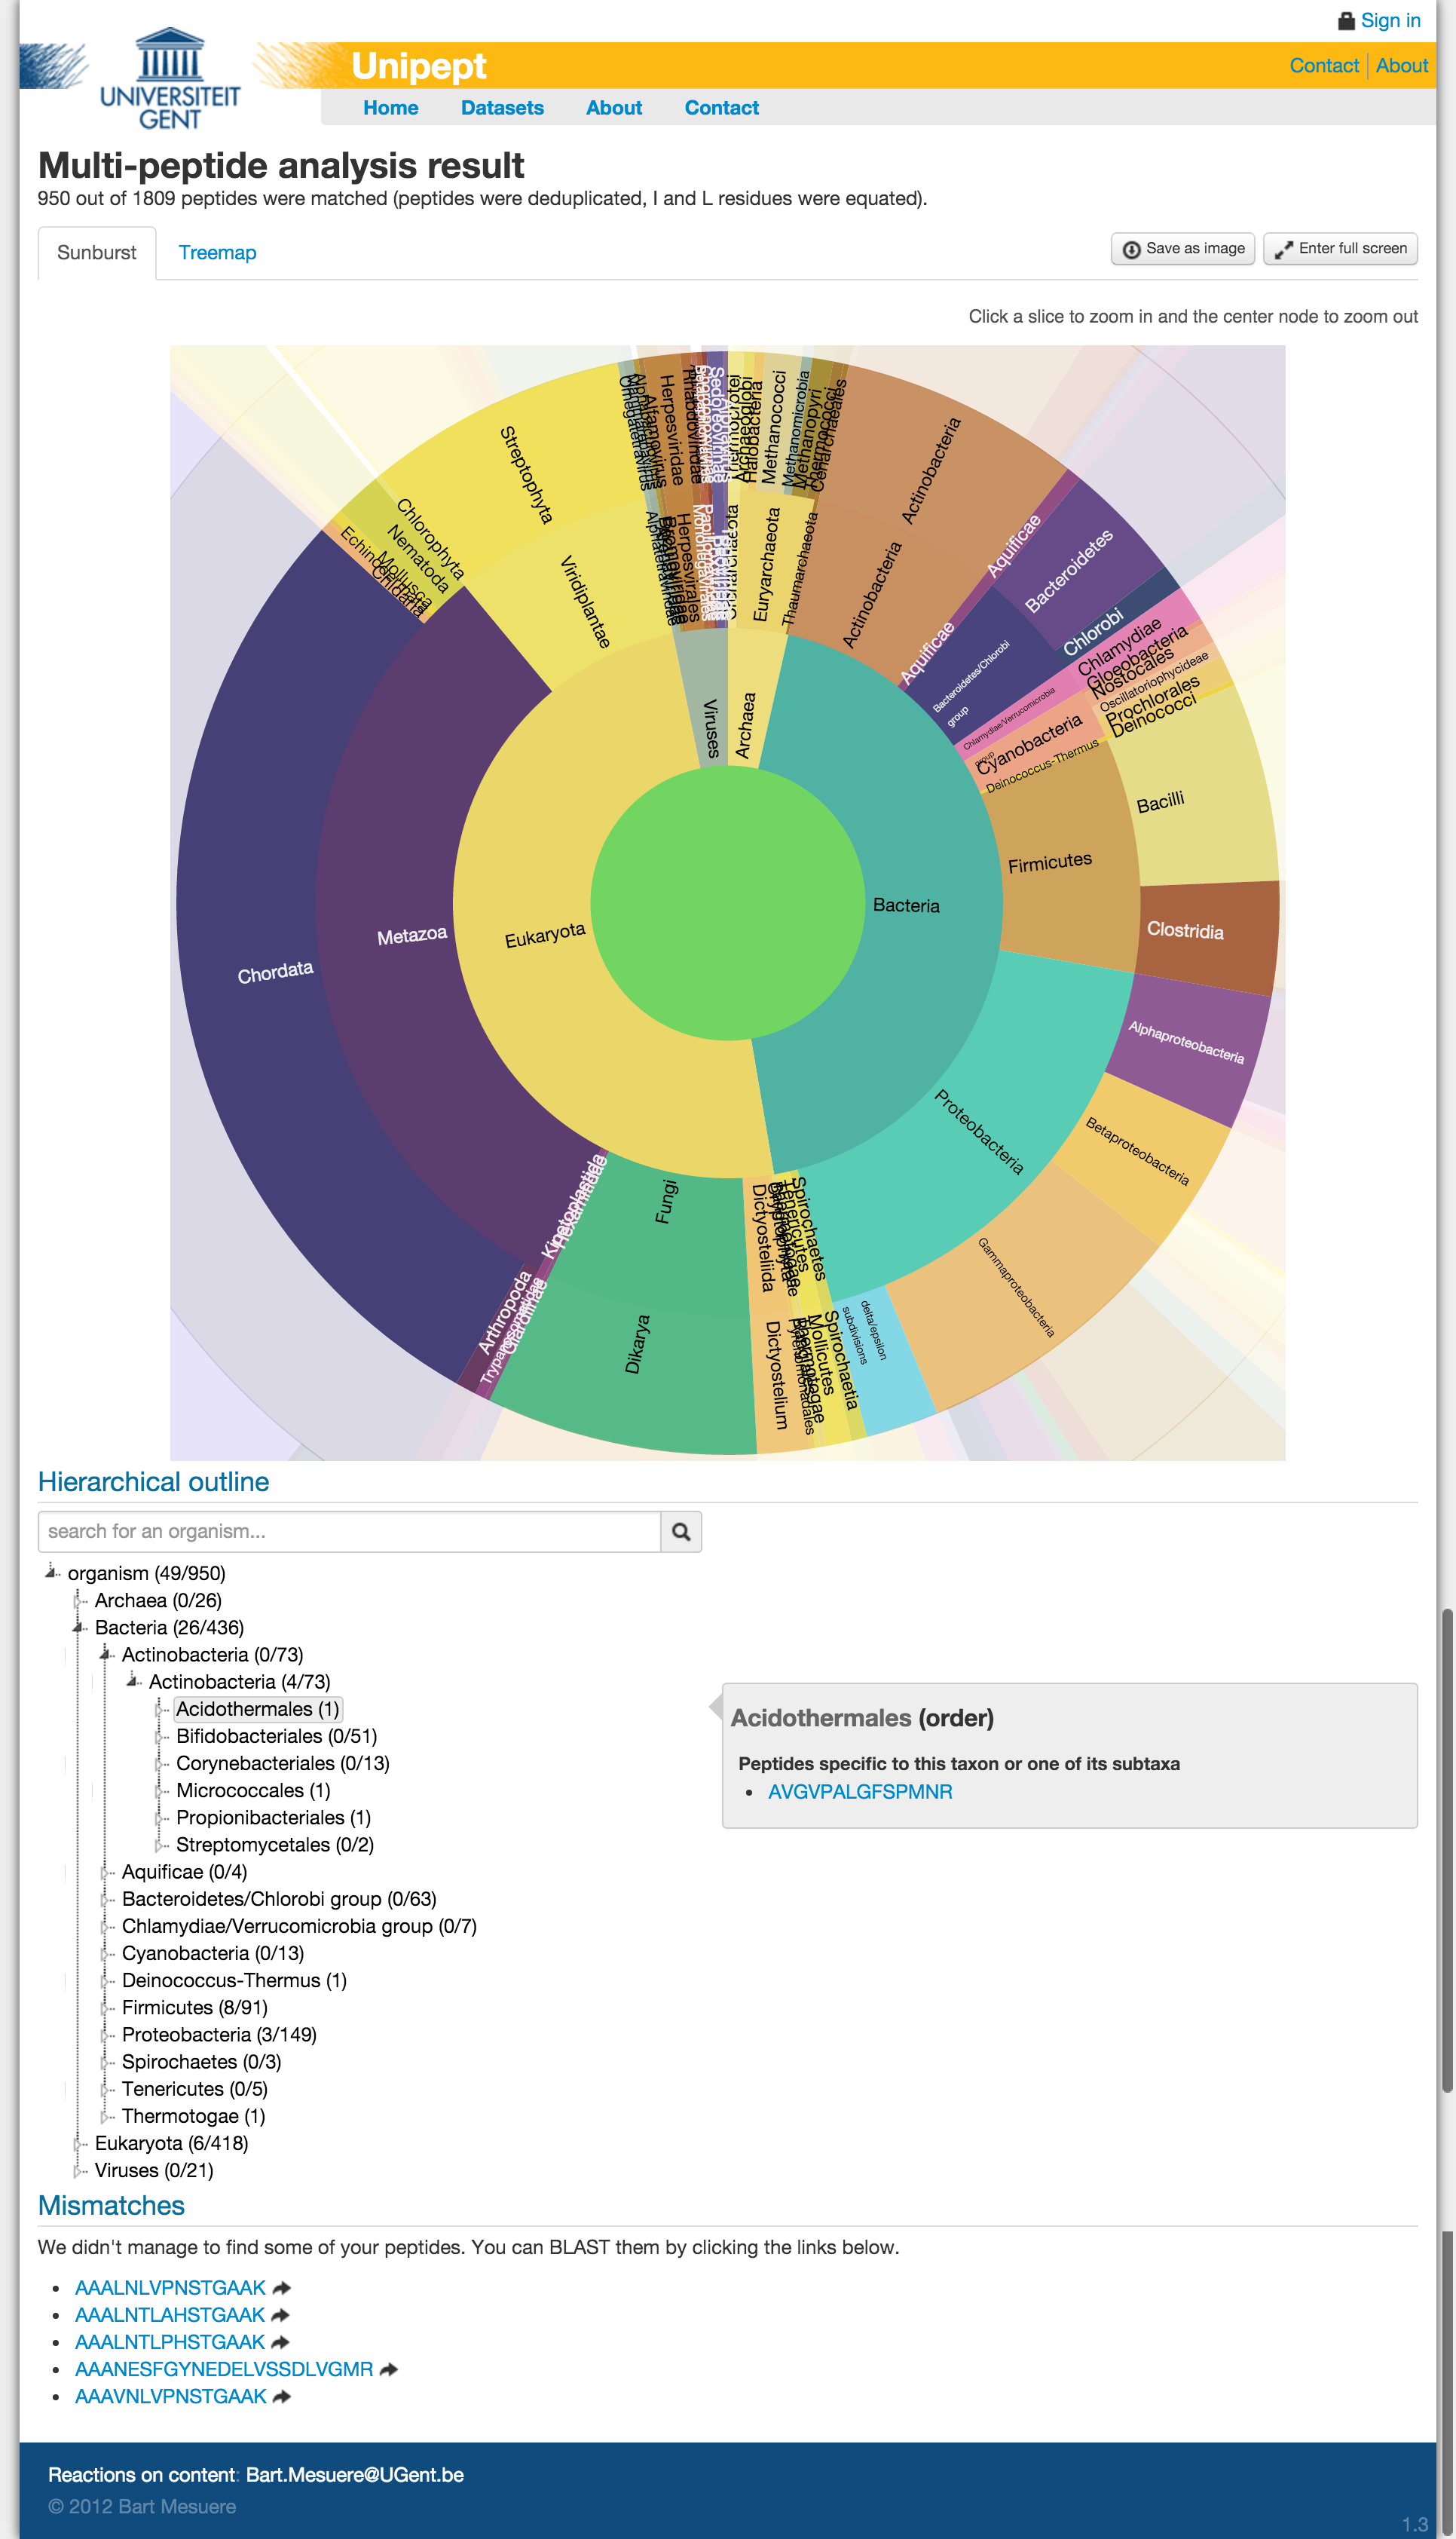 Sign in
UNIVERSITEIT
GENT
Unipept
Contact
About
Home
Datasets
About
Contact
Multi-peptide analysis result
950 out of 1809 peptides were matched (peptides were deduplicated, I and L residues were equated).
Sunburst
Treemap
Save as image
Enter full screen
Click a slice to zoom in and the center node to zoom out
Streptophyta
Chlorophyta
Nematoda
Mollusca
Viridiplantae
Alfamovirus
Herpesviridae
Herpesvirales
Viruses
Archaea
Halobacteria
Methanococci
Methanomicrobia
Methanopyri
Thermococci
Cenarchaeales
Euryarchaeota
Thaumarchaeota
Actinobacteria
Actinobacteria
Aquificae
Aquificae
Bacteroidetes
Bacteroidetes/Chlorobi
group
Chlorobi
Chlamydiae
Chlamydiae/Verrucomicrobia
group
Gloeobacteria
Nostocales
Oscillatoriophycideae
Prochlorales
Cyanobacteria
Deinococci
Deinococcus-Thermus
Bacilli
Firmicutes
Clostridia
Bacteria
Alphaproteobacteria
Proteobacteria
Betaproteobacteria
Gammaproteobacteria
delta/epsilon
subdivisions
Spirochaetes
Tenericutes
Spirochaetia
Mollicutes
Dictyosteliida
Dictyostelium
Fungi
Dikarya
Kinetoplastida
Arthropoda
Eukaryota
Metazoa
Chordata
Hierarchical outline
search for an organism...
organism (49/950)
Archaea (0/26)
Bacteria (26/436)
Actinobacteria (0/73)
Actinobacteria (4/73)
Acidothermales (1)
Bifidobacteriales (0/51)
Corynebacteriales (0/13)
Micrococcales (1)
Propionibacteriales (1)
Streptomycetales (0/2)
Aquificae (0/4)
Bacteroidetes/Chlorobi group (0/63)
Chlamydiae/Verrucomicrobia group (0/7)
Cyanobacteria (0/13)
Deinococcus-Thermus (1)
Firmicutes (8/91)
Proteobacteria (3/149)
Spirochaetes (0/3)
Tenericutes (0/5)
Thermotogae (1)
Eukaryota (6/418)
Viruses (0/21)
Acidothermales (order)
Peptides specific to this taxon or one of its subtaxa
AVGVPALGFSPMNR
Mismatches
We didn't manage to find some of your peptides. You can BLAST them by clicking the links below.
AAALNLVPNSTGAAK
AAALNTLAHSTGAAK
AAALNTLPHSTGAAK
AAANESFGYNEDELVSSDLVGMR
AAAVNLVPNSTGAAK
Reactions on content: Bart.Mesuere@UGent.be
© 2012 Bart Mesuere
1.3